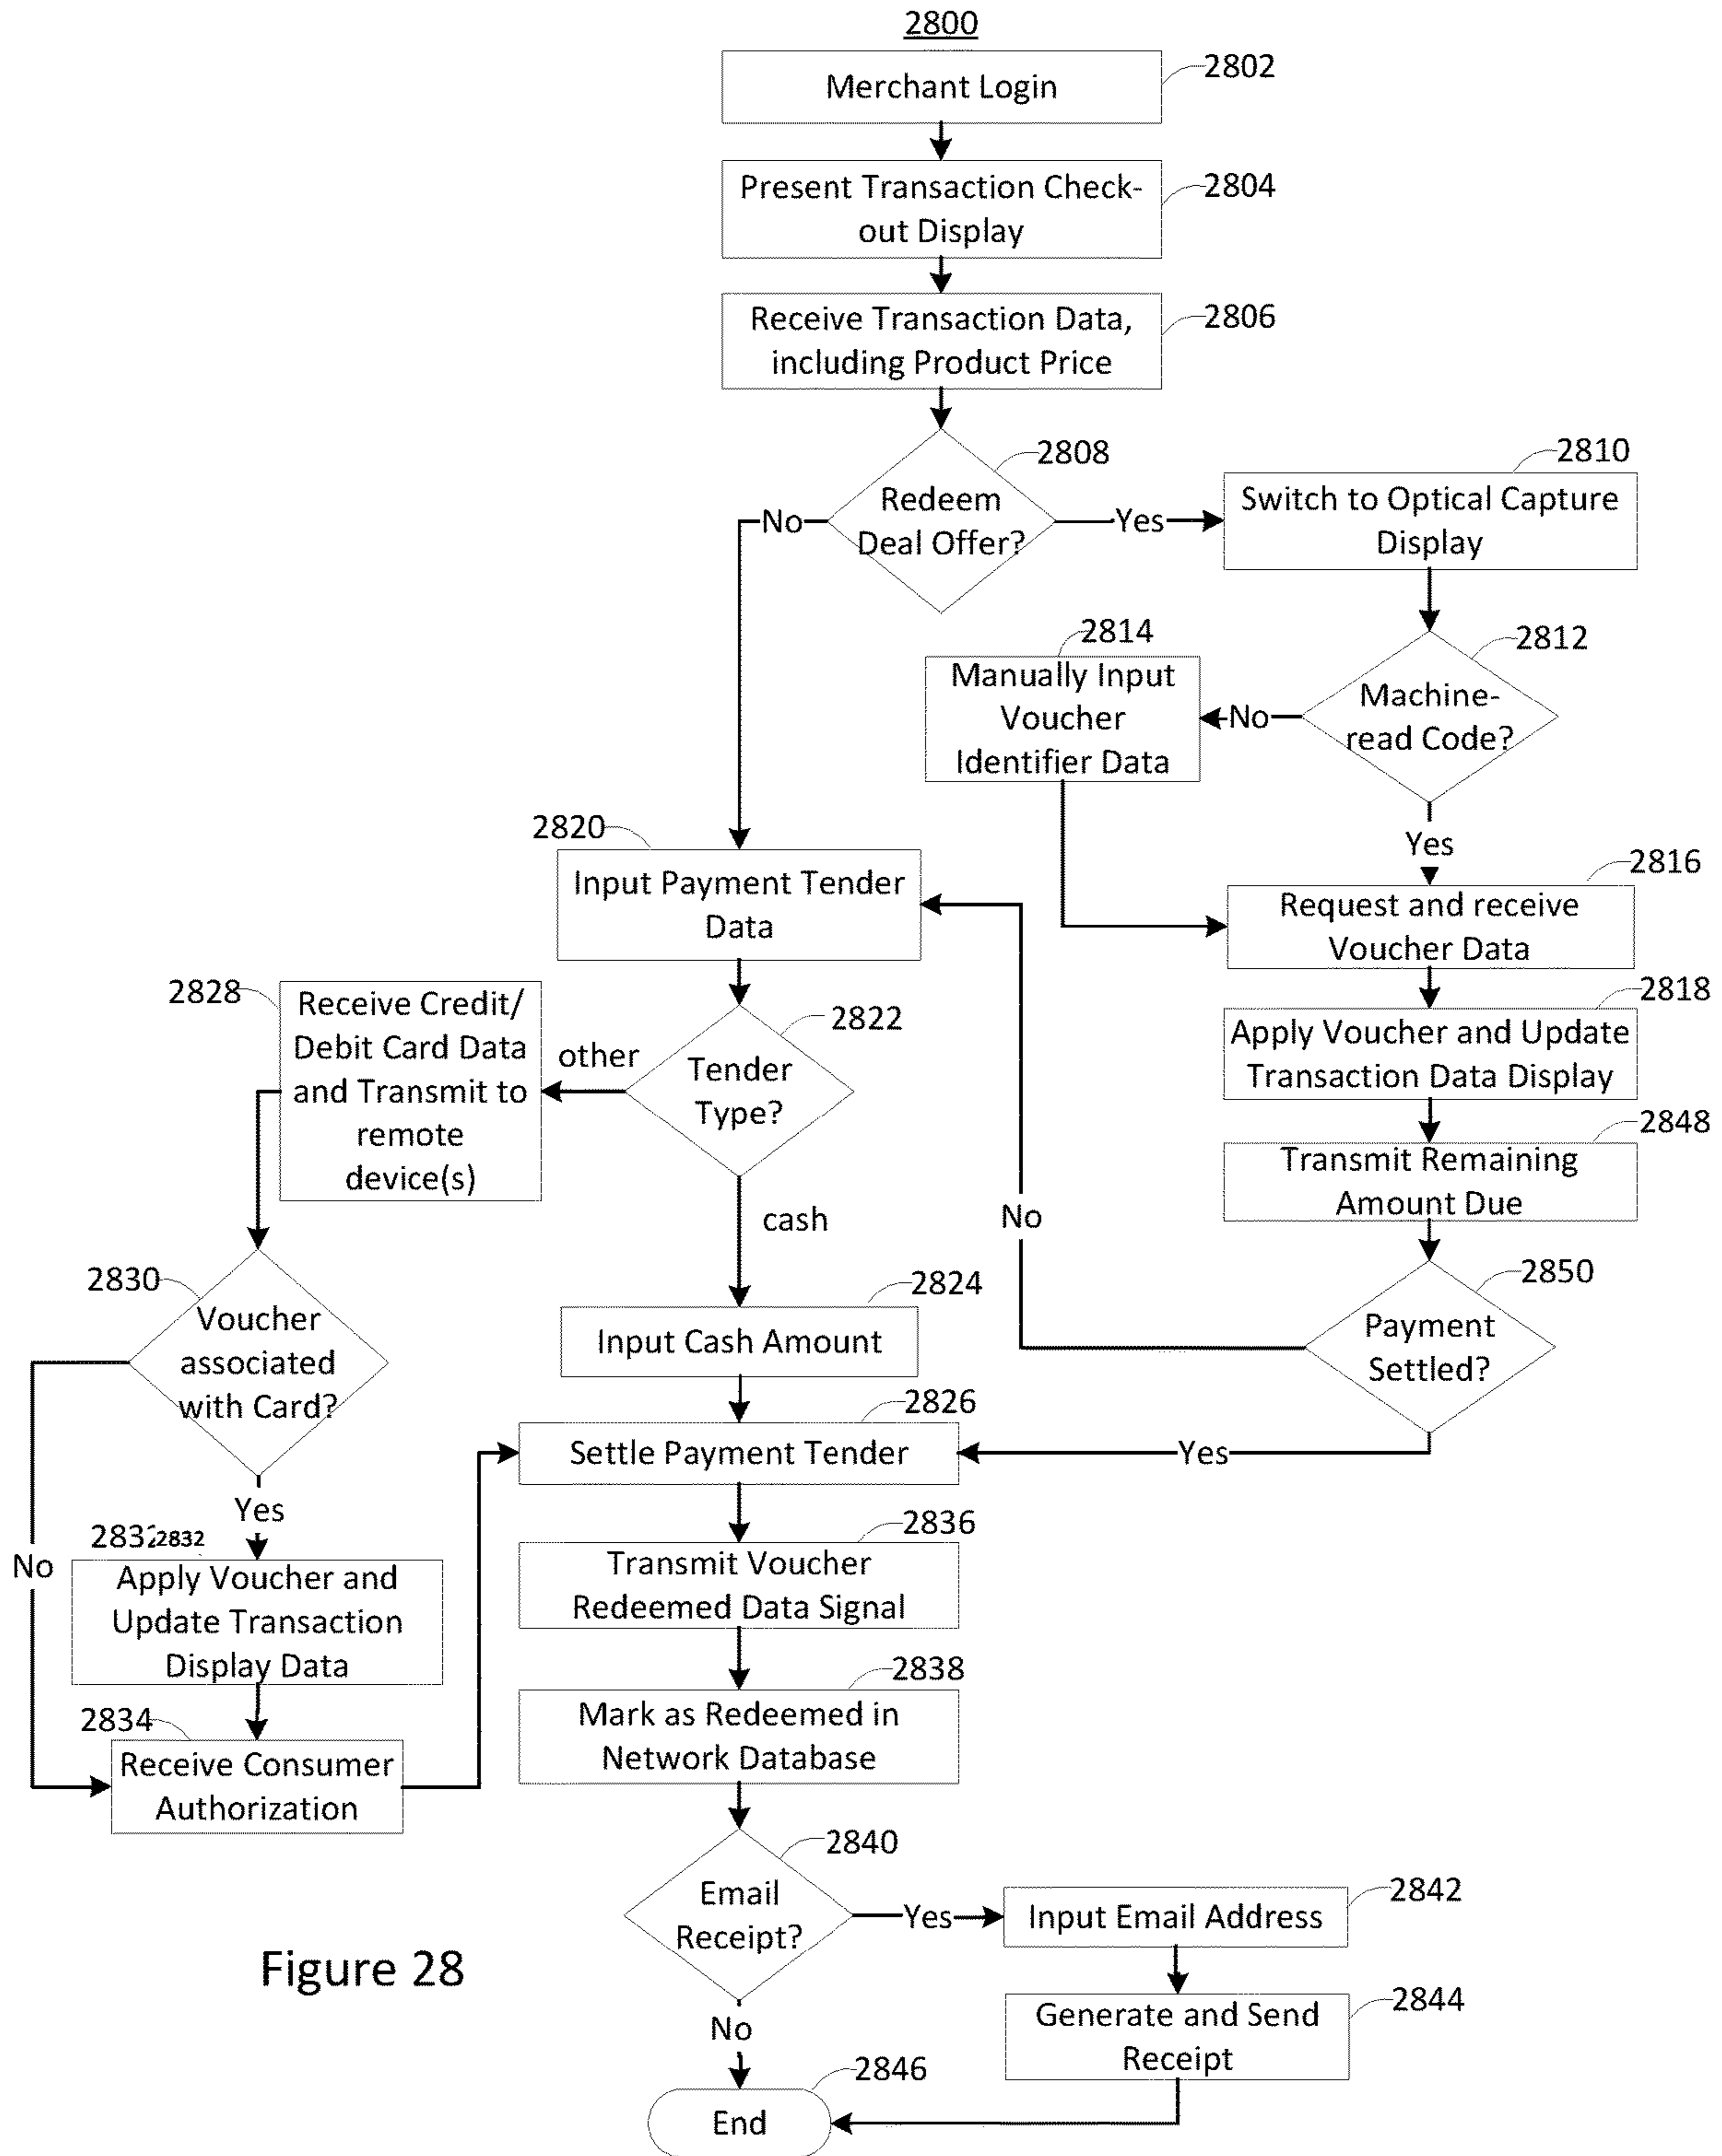 2800
Merchant Login
2802
Present Transaction Check-
out Display
2804
Receive Transaction Data,
including Product Price
2806
Redeem
Deal Offer?
2808
No
Yes
2810
Switch to Optical Capture
Display
2812
Machine-
read Code?
No
2814
Manually Input
Voucher
Identifier Data
Yes
2816
Request and receive
Voucher Data
2818
Apply Voucher and Update
Transaction Data Display
2848
Transmit Remaining
Amount Due
2850
Payment
Settled?
No
Yes
2820
Input Payment Tender
Data
2822
Tender
Type?
other
cash
2828
Receive Credit/
Debit Card Data
and Transmit to
remote
device(s)
2830
Voucher
associated
with Card?
No
Yes
2832
2832
Apply Voucher and
Update Transaction
Display Data
2834
Receive Consumer
Authorization
2824
Input Cash Amount
2826
Settle Payment Tender
2836
Transmit Voucher
Redeemed Data Signal
2838
Mark as Redeemed in
Network Database
2840
Email
Receipt?
Yes
2842
Input Email Address
2844
Generate and Send
Receipt
No
2846
End
Figure 28